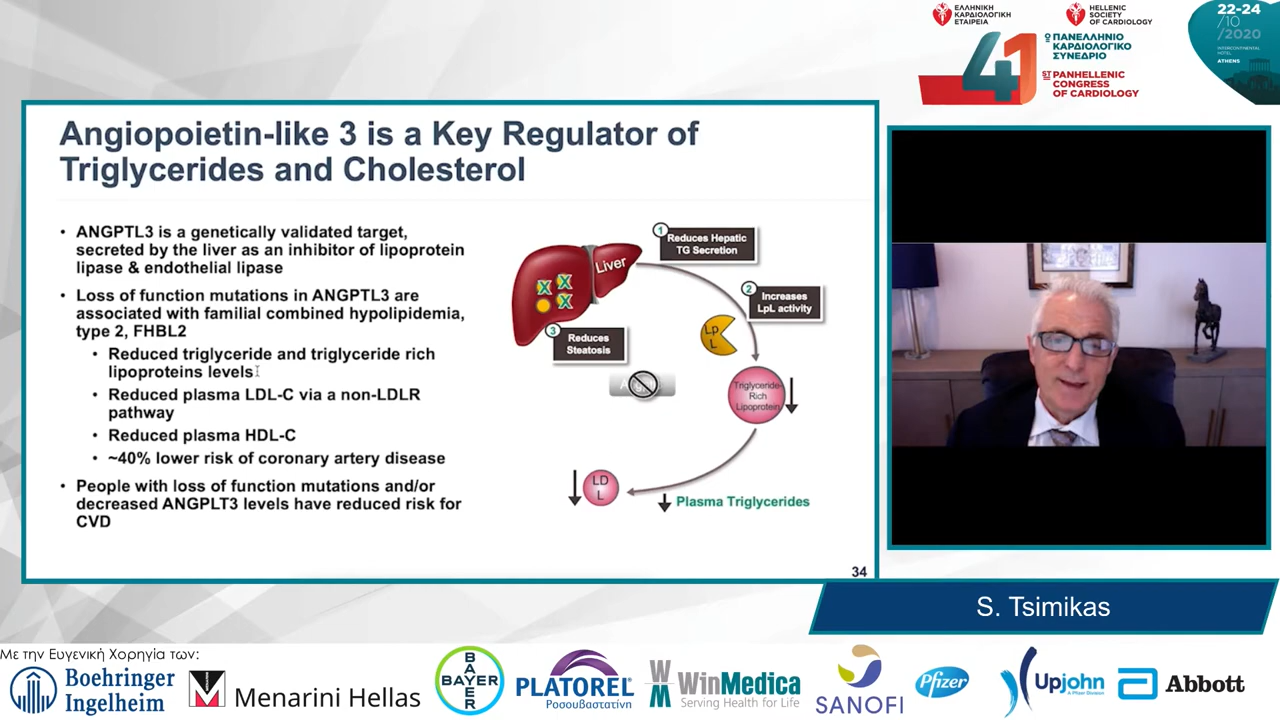 ΕΛΛΗΝΙΚΗ
ΚΑΡΔΙΟΛΟΓΙΚΗ
ΕΤΑΙΡΕΙΑ
HELLENIC
SOCIETY
OF CARDIOLOGY
41
ο ΠΑΝΕΛΛΗΝΙΟ
ΚΑΡΔΙΟΛΟΓΙΚΟ
ΣΥΝΕΔΡΙΟ
ST PANHELLENIC
CONGRESS
OF CARDIOLOGY
22-24
/10
/2020
INTERCONTINENTAL
HOTEL
ATHENS
Angiopoietin-like 3 is a Key Regulator of
Triglycerides and Cholesterol
• ANGPTL3 is a genetically validated target,
secreted by the liver as an inhibitor of lipoprotein
lipase & endothelial lipase
• Loss of function mutations in ANGPTL3 are
associated with familial combined hypolipidemia,
type 2, FHBL2
• Reduced triglyceride and triglyceride rich
lipoproteins levels
• Reduced plasma LDL-C via a non-LDLR
pathway
• Reduced plasma HDL-C
• ~40% lower risk of coronary artery disease
• People with loss of function mutations and/or
decreased ANGPLT3 levels have reduced risk for
CVD
Liver
1
Reduces Hepatic
TG Secretion
2
Increases
LpL activity
3
Reduces
Steatosis
Lp
L
Triglyceride-
Rich
Lipoprotein
LD
L
Plasma Triglycerides
34
S. Tsimikas
Με την Ευγενική Χορηγία των:
Boehringer
Ingelheim
Menarini Hellas
BAYER
BAYER
PLATOREL
Ροσουβαστατίνη
WinMedica
Serving Health for Life
SANOFI
Pfizer
Upjohn
A Pfizer Division
Abbott